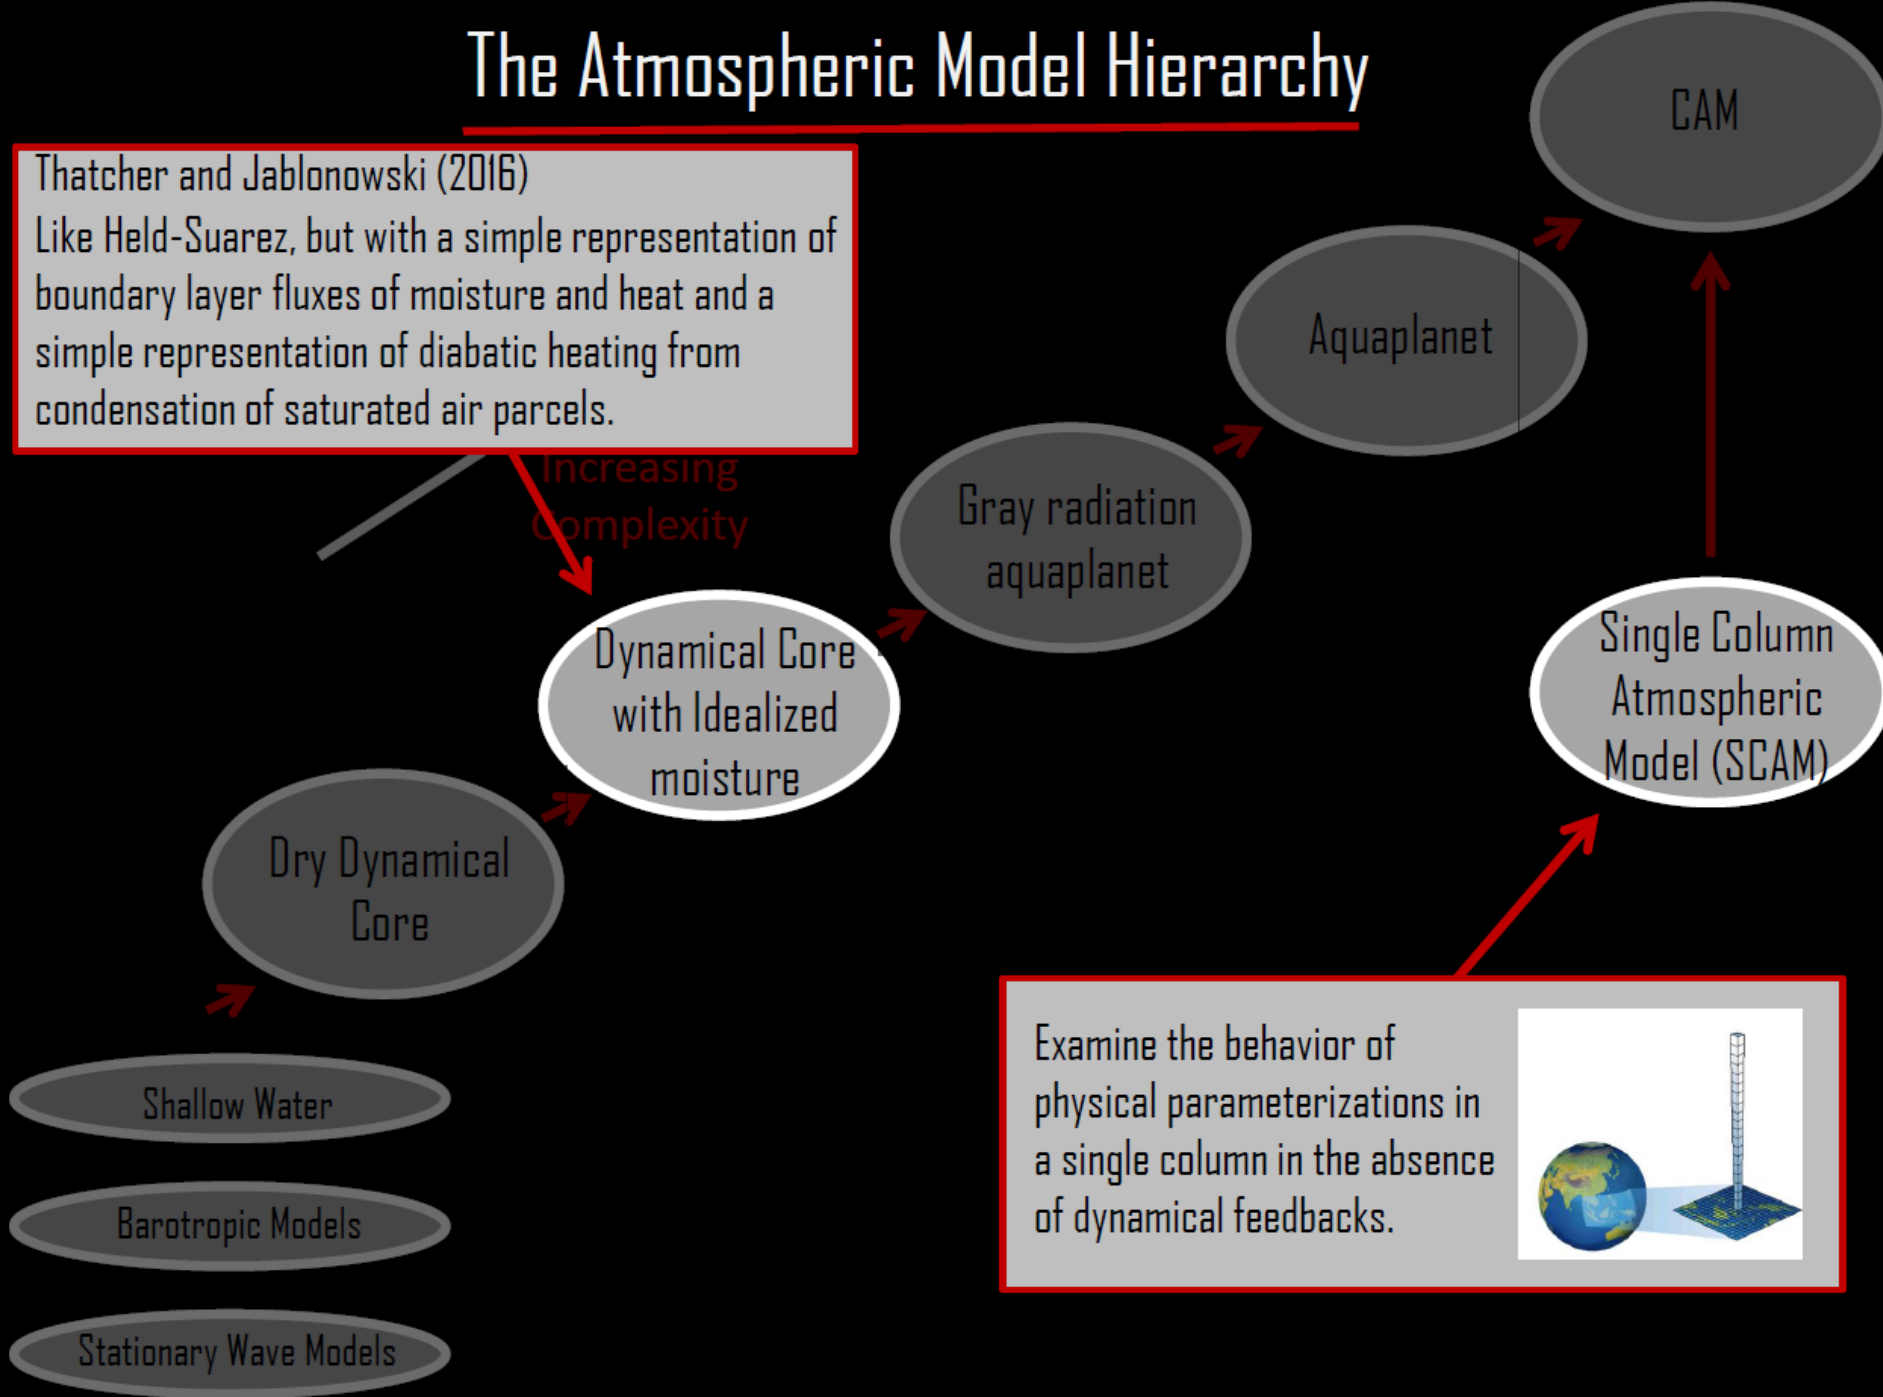 The Atmospheric Model Hierarchy
CAM
Thatcher and Jablonowski (2016)
Like Held-Suarez, but with a simple representation of
boundary layer fluxes of moisture and heat and a
simple representation of diabatic heating from
condensation of saturated air parcels.
Aquaplanet
Increasing
Complexity
Gray radiation
aquaplanet
Dynamical Core
with Idealized
moisture
Single Column
Atmospheric
Model (SCAM)
Dry Dynamical
Core
Examine the behavior of
physical parameterizations in
a single column in the absence
of dynamical feedbacks.
Shallow Water
Barotropic Models
Stationary Wave Models